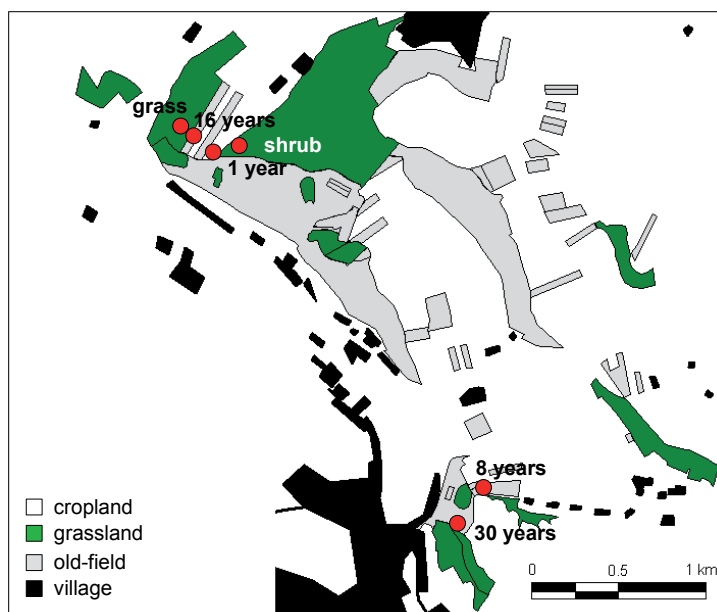 grass
16 years
shrub
1 year
8 years
30 years
cropland
grassland
old-field
village
0 0.5 1 km